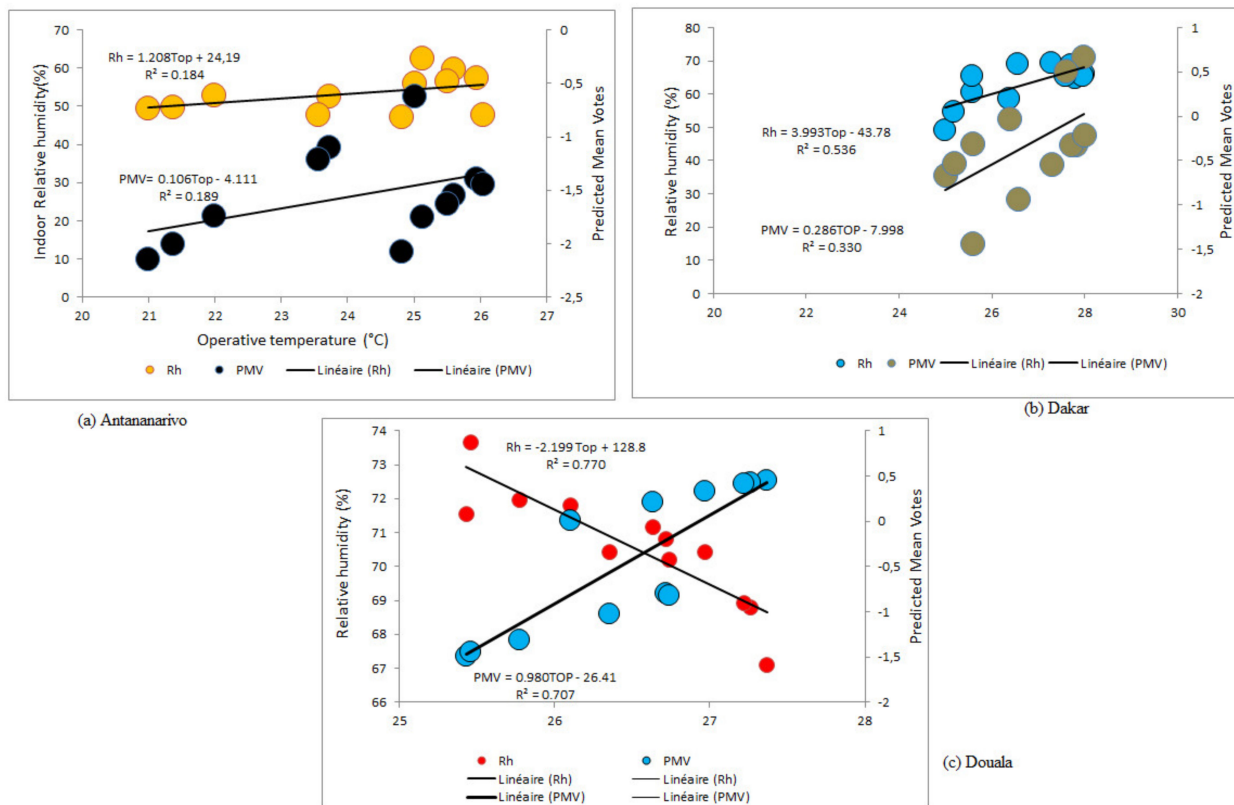 70
60
50
40
30
20
10
0
Indoor Relative humidity(%)
Rh = 1.208Top + 24,19
R² = 0.184
PMV= 0.106Top - 4.111
R² = 0.189
0
-0,5
-1
-1,5
-2
-2,5
Predicted Mean Votes
20 21 22 23 24 25 26 27
Operative temperature (°C)
Rh PMV Linéaire (Rh) Linéaire (PMV)
(a) Antananarivo
80
70
60
50
40
30
20
10
0
Relative humidity (%)
Rh = 3.993Top - 43.78
R² = 0.536
PMV = 0.286TOP - 7.998
R² = 0.330
1
0,5
0
-0,5
-1
-1,5
-2
Predicted Mean Votes
20 22 24 26 28 30
Rh PMV Linéaire (Rh) Linéaire (PMV)
(b) Dakar
74
73
72
71
70
69
68
67
66
Relative humidity (%)
Rh = -2.199Top + 128.8
R² = 0.770
PMV = 0.980TOP - 26.41
R² = 0.707
1
0,5
0
-0,5
-1
-1,5
-2
Predicted Mean Votes
25 26 27 28
Rh PMV
Linéaire (Rh) Linéaire (Rh)
Linéaire (PMV) Linéaire (PMV)
(c) Douala